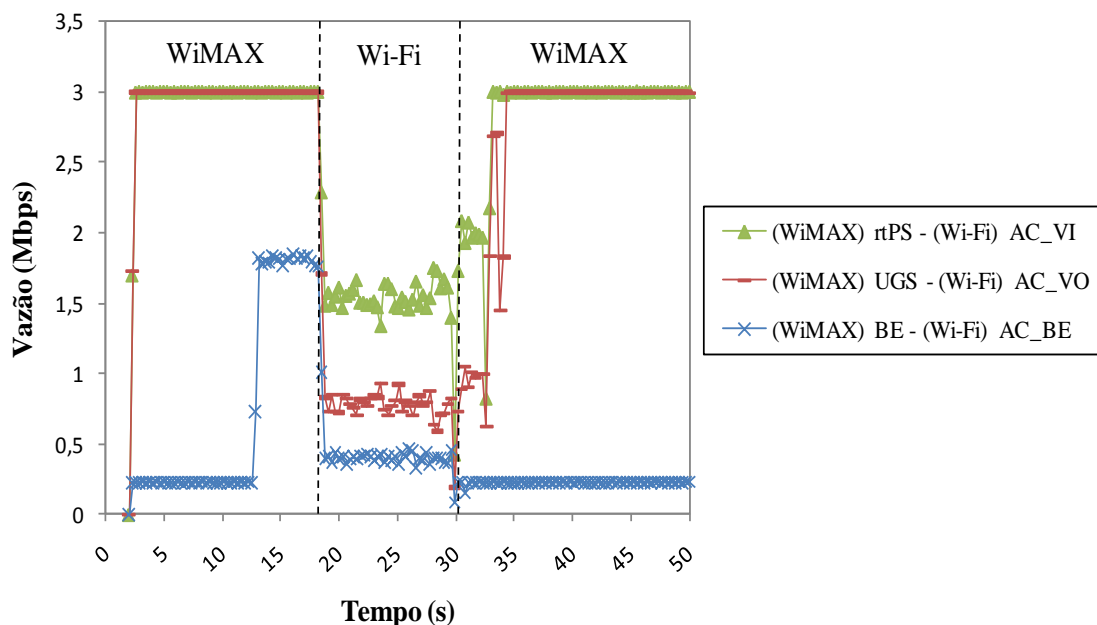 WiMAX Wi-Fi WiMAX
3,5
3
2,5
2
1,5
1
0,5
0
Vazão (Mbps)
0 5 10 15 20 25 30 35 40 45 50
Tempo (s)
(WiMAX) rtPS - (Wi-Fi) AC_VI
(WiMAX) UGS - (Wi-Fi) AC_VO
(WiMAX) BE - (Wi-Fi) AC_BE